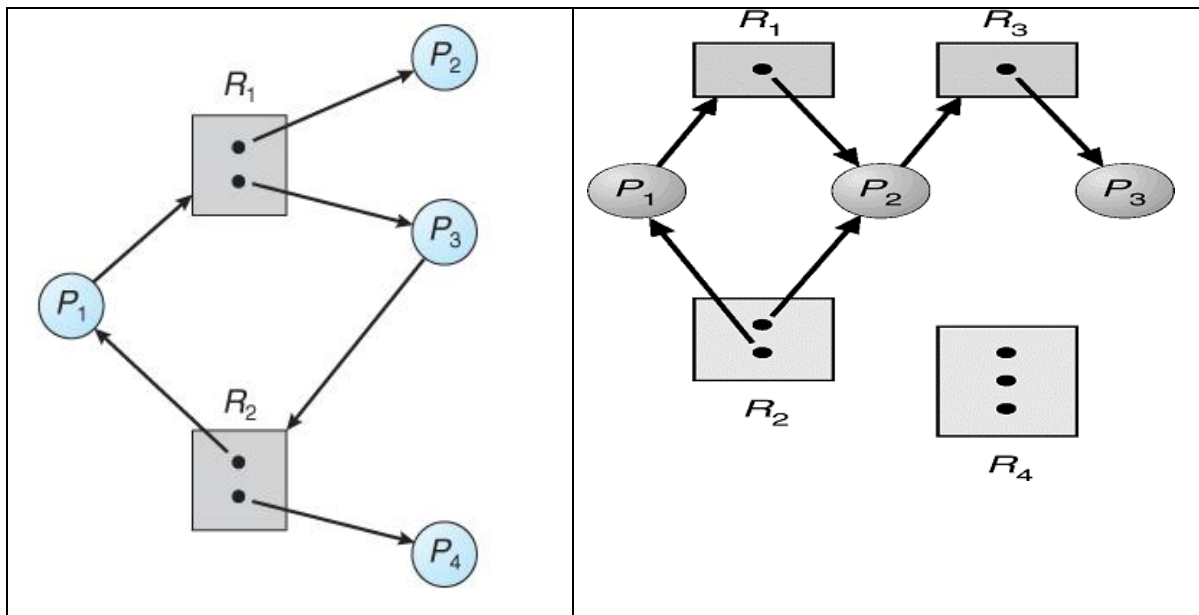 P₂
R₁
P₃
P₁
R₂
P₄
R₁ R₃
P₁ P₂ P₃
R₂
R₄